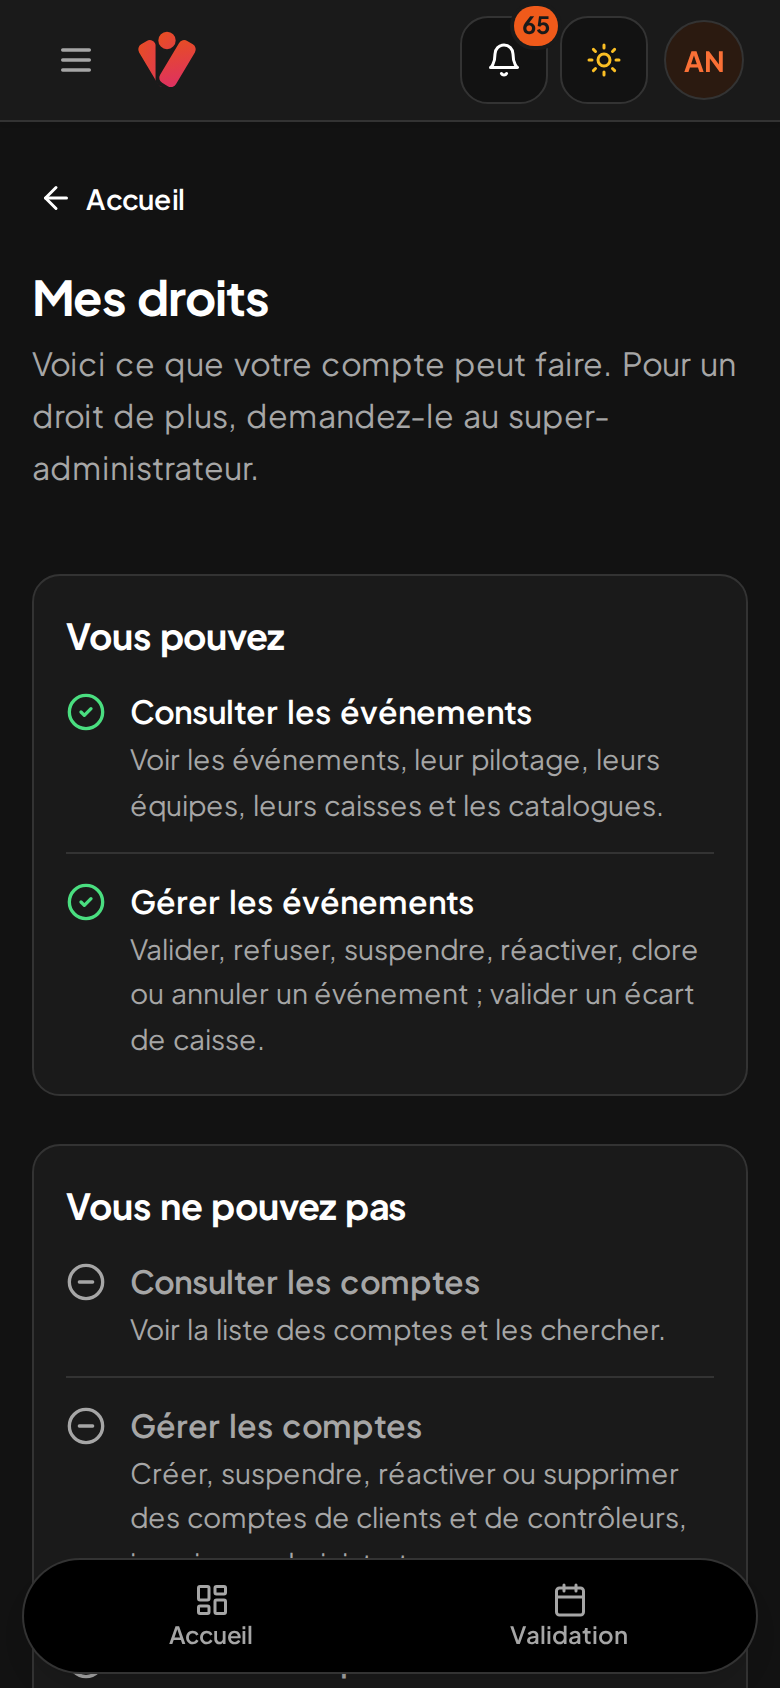 65
AN
Accueil
Mes droits
Voici ce que votre compte peut faire. Pour un
droit de plus, demandez-le au super-
administrateur.
Vous pouvez
Consulter les événements
Voir les événements, leur pilotage, leurs
équipes, leurs caisses et les catalogues.
Gérer les événements
Valider, refuser, suspendre, réactiver, clore
ou annuler un événement ; valider un écart
de caisse.
Vous ne pouvez pas
Consulter les comptes
Voir la liste des comptes et les chercher.
Gérer les comptes
Créer, suspendre, réactiver ou supprimer
des comptes de clients et de contrôleurs,
Accueil
Validation